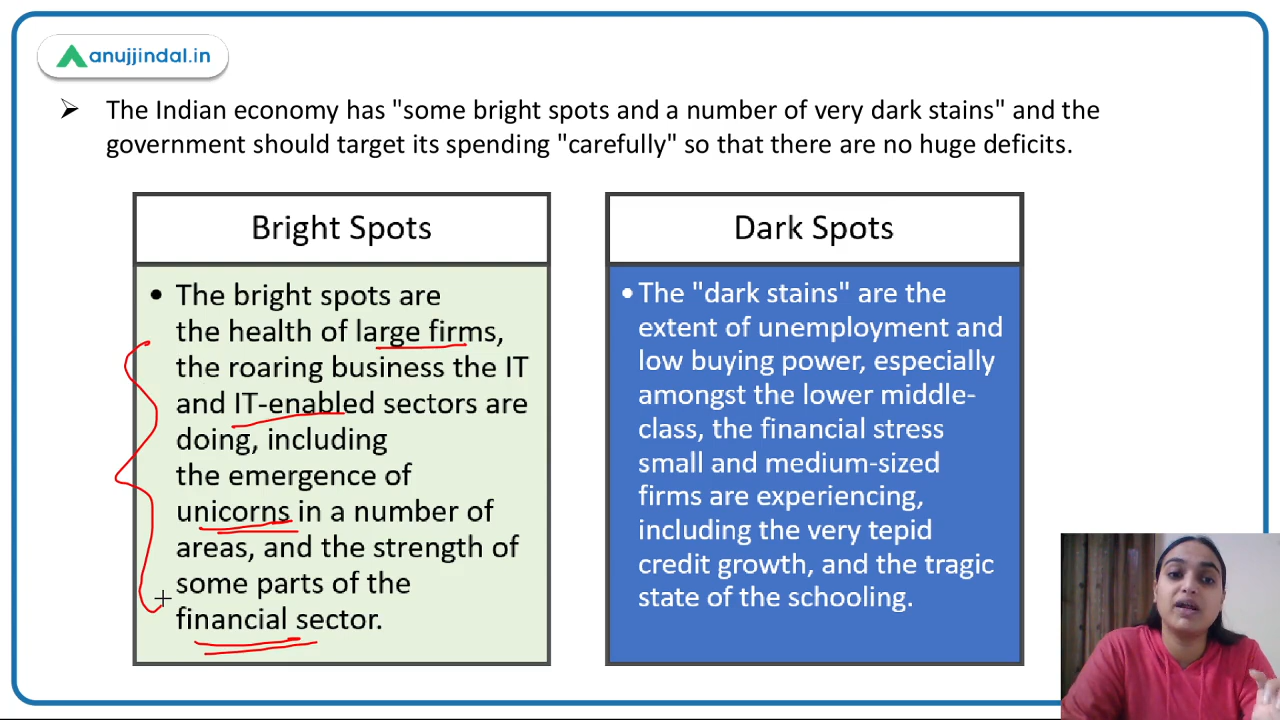 anujjindal.in
➢ The Indian economy has "some bright spots and a number of very dark stains" and the
government should target its spending "carefully" so that there are no huge deficits.
Bright Spots
• The bright spots are
the health of large firms,
the roaring business the IT
and IT-enabled sectors are
doing, including
the emergence of
unicorns in a number of
areas, and the strength of
some parts of the
financial sector.
Dark Spots
• The "dark stains" are the
extent of unemployment and
low buying power, especially
amongst the lower middle-
class, the financial stress
small and medium-sized
firms are experiencing,
including the very tepid
credit growth, and the tragic
state of the schooling.